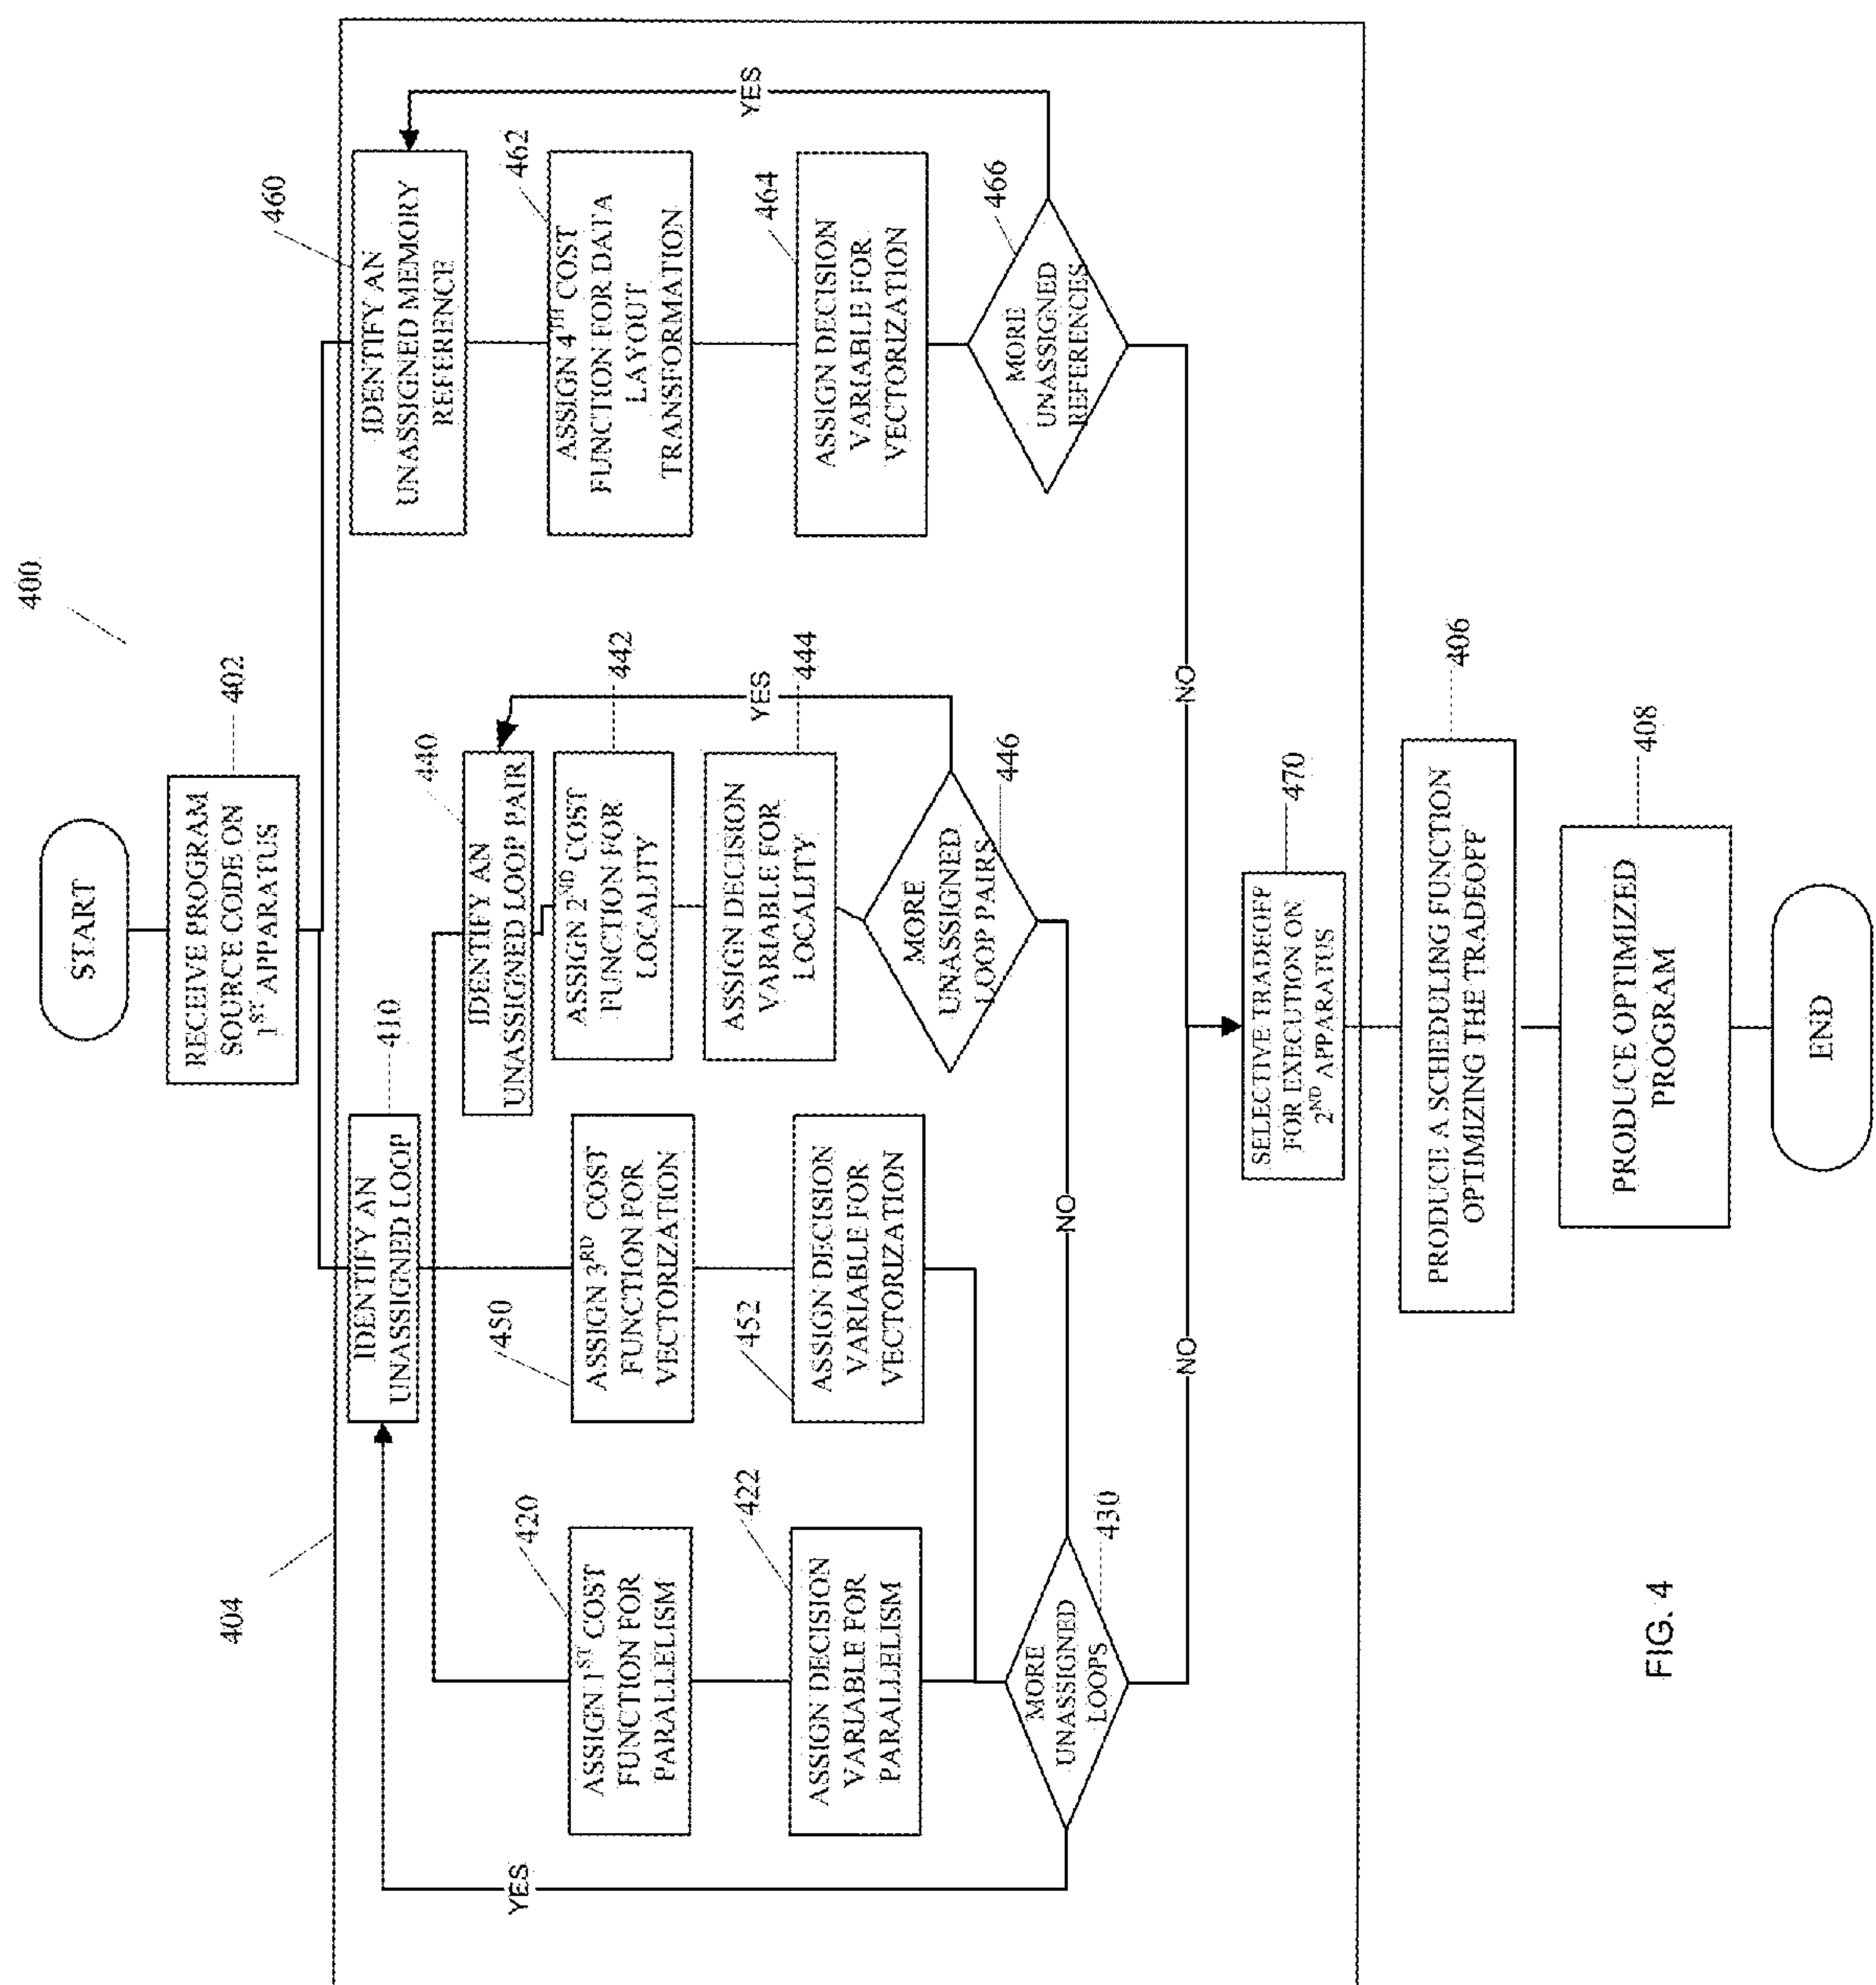 400
START
RECEIVE PROGRAM
SOURCE CODE ON
1ST APPARATUS
402
404
IDENTIFY AN
UNASSIGNED LOOP
410
ASSIGN 1ST COST
FUNCTION FOR
PARALLELISM
420
ASSIGN DECISION
VARIABLE FOR
PARALLELISM
422
ASSIGN 3RD COST
FUNCTION FOR
VECTORIZATION
450
ASSIGN DECISION
VARIABLE FOR
VECTORIZATION
452
MORE
UNASSIGNED
LOOPS
430
YES
NO
NO
IDENTIFY AN
UNASSIGNED LOOP PAIR
440
ASSIGN 2ND COST
FUNCTION FOR
LOCALITY
442
ASSIGN DECISION
VARIABLE FOR
LOCALITY
444
MORE
UNASSIGNED
LOOP PAIRS
446
YES
IDENTIFY AN
UNASSIGNED MEMORY
REFERENCE
460
ASSIGN 4TH COST
FUNCTION FOR DATA
LAYOUT
TRANSFORMATION
462
ASSIGN DECISION
VARIABLE FOR
VECTORIZATION
464
MORE
UNASSIGNED
REFERENCES
466
YES
NO
SELECTIVE TRADEOFF
FOR EXECUTION ON
2ND APPARATUS
470
PRODUCE A SCHEDULING FUNCTION
OPTIMIZING THE TRADEOFF
406
PRODUCE OPTIMIZED
PROGRAM
408
END
FIG. 4